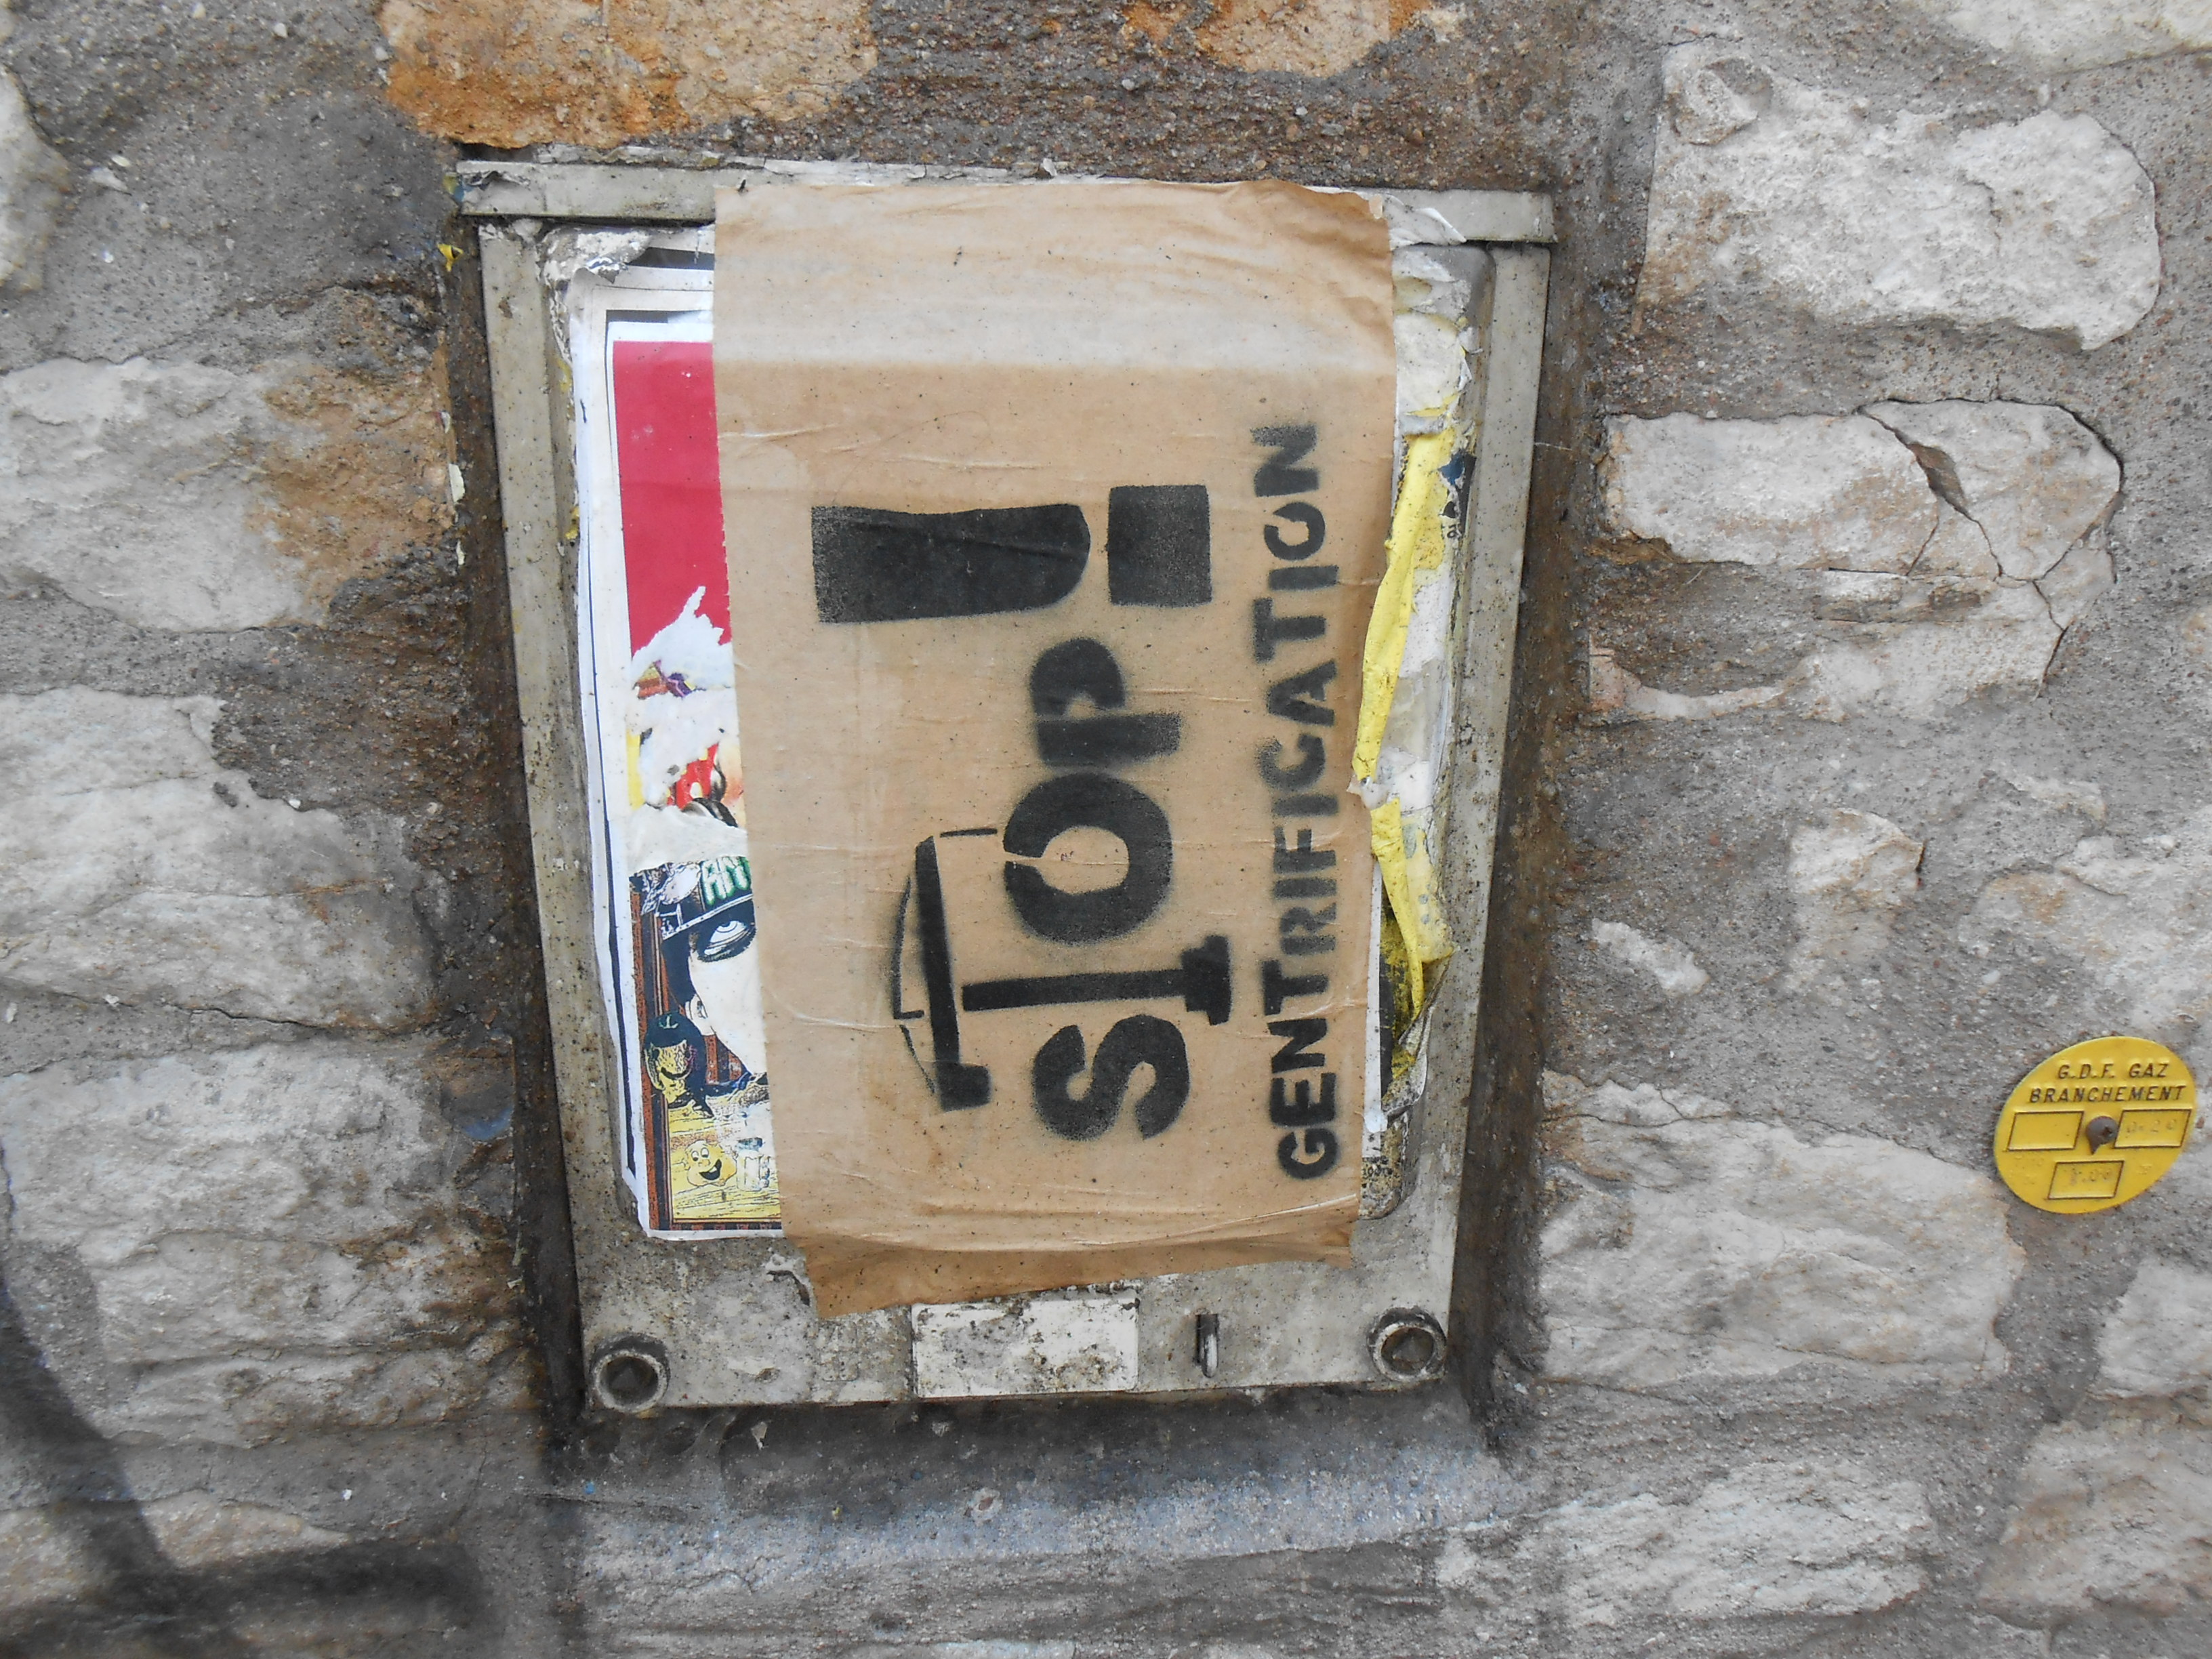 STOP!
GENTRIFICATION
G.D.F. GAZ
BRANCHEMENT